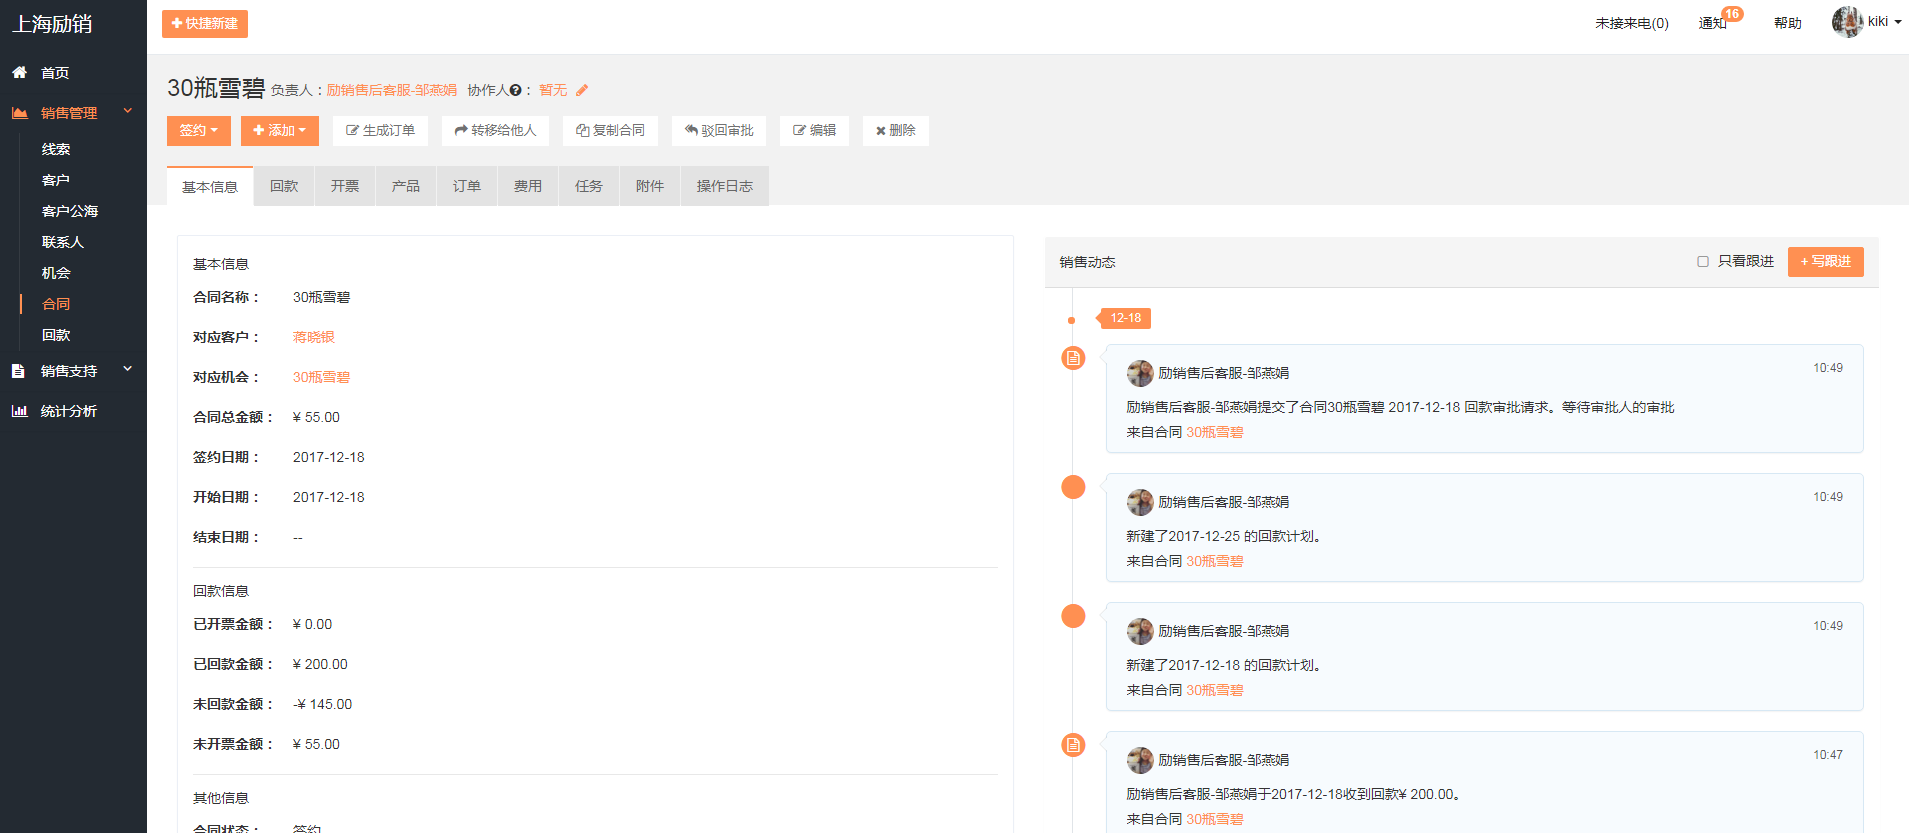 上海励销
快捷新建
未接来电(0)
通知
16
帮助
kiki
首页
销售管理
线索
客户
客户公海
联系人
机会
合同
回款
销售支持
统计分析
30瓶雪碧 负责人：励销售后客服-邹燕娟 协作人：暂无
签约
添加
生成订单
转移给他人
复制合同
驳回审批
编辑
删除
基本信息
回款
开票
产品
订单
费用
任务
附件
操作日志
基本信息
合同名称： 30瓶雪碧
对应客户： 蒋晓银
对应机会： 30瓶雪碧
合同总金额： ¥ 55.00
签约日期： 2017-12-18
开始日期： 2017-12-18
结束日期： --
回款信息
已开票金额： ¥ 0.00
已回款金额： ¥ 200.00
未回款金额： -¥ 145.00
未开票金额： ¥ 55.00
其他信息
合同状态： 签约
销售动态
只看跟进
+ 写跟进
12-18
励销售后客服-邹燕娟 10:49
励销售后客服-邹燕娟提交了合同30瓶雪碧 2017-12-18 回款审批请求。等待审批人的审批
来自合同 30瓶雪碧
励销售后客服-邹燕娟 10:49
新建了2017-12-25 的回款计划。
来自合同 30瓶雪碧
励销售后客服-邹燕娟 10:49
新建了2017-12-18 的回款计划。
来自合同 30瓶雪碧
励销售后客服-邹燕娟 10:47
励销售后客服-邹燕娟于2017-12-18收到回款¥ 200.00。
来自合同 30瓶雪碧